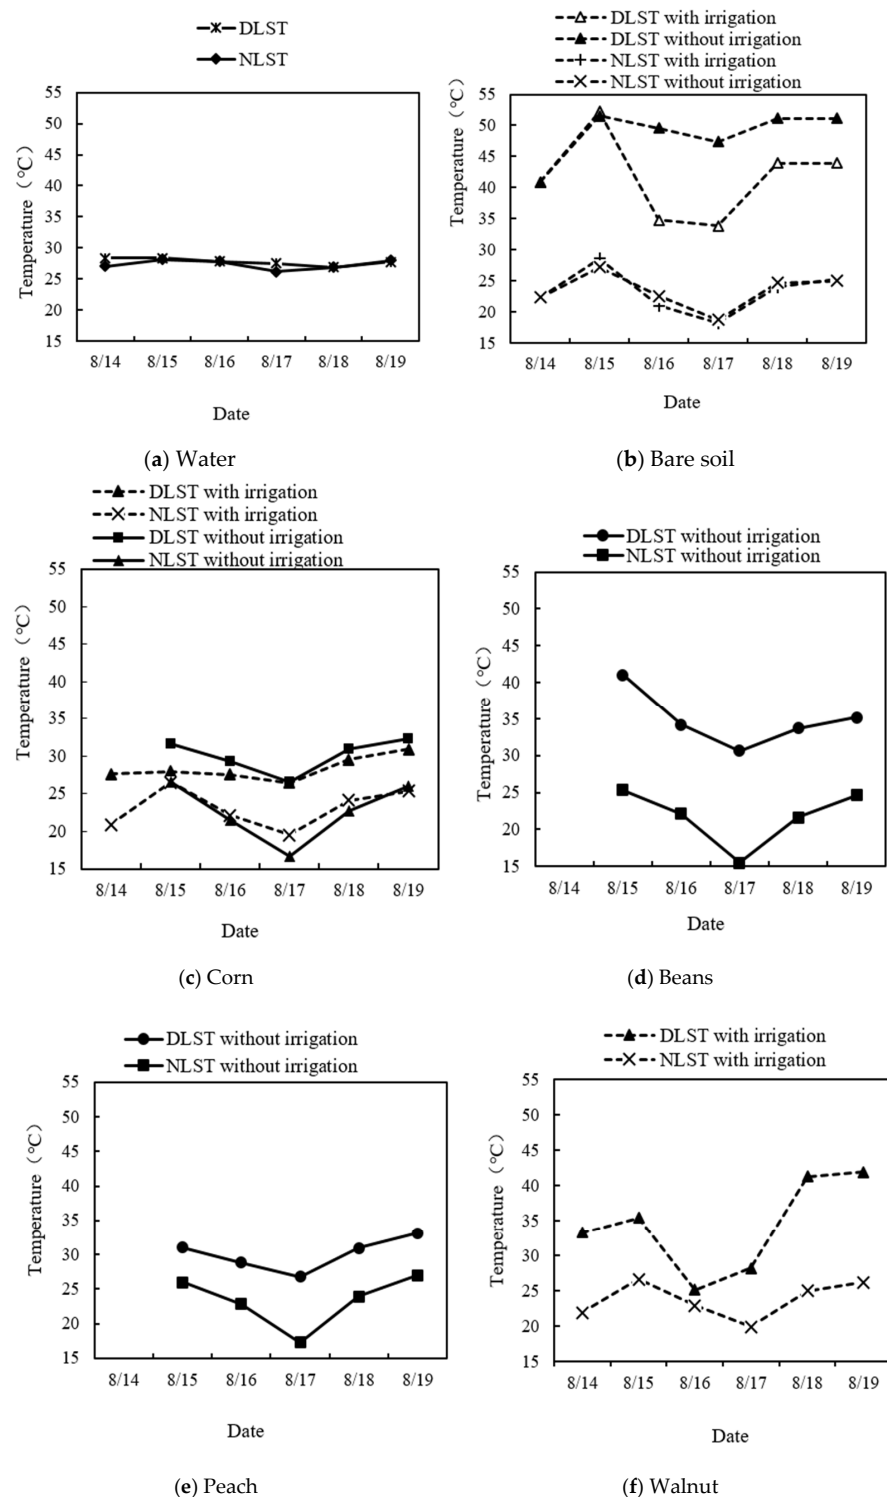 DLST
NLST
55
50
45
40
35
30
25
20
15
Temperature（℃）
8/14 8/15 8/16 8/17 8/18 8/19
Date
(a) Water
DLST with irrigation
DLST without irrigation
NLST with irrigation
NLST without irrigation
55
50
45
40
35
30
25
20
15
Temperature（℃）
8/14 8/15 8/16 8/17 8/18 8/19
Date
(b) Bare soil
DLST with irrigation
NLST with irrigation
DLST without irrigation
NLST without irrigation
55
50
45
40
35
30
25
20
15
Temperature（℃）
8/14 8/15 8/16 8/17 8/18 8/19
Date
(c) Corn
DLST without irrigation
NLST without irrigation
55
50
45
40
35
30
25
20
15
Temperature（℃）
8/14 8/15 8/16 8/17 8/18 8/19
Date
(d) Beans
DLST without irrigation
NLST without irrigation
55
50
45
40
35
30
25
20
15
Temperature（℃）
8/14 8/15 8/16 8/17 8/18 8/19
Date
(e) Peach
DLST with irrigation
NLST with irrigation
55
50
45
40
35
30
25
20
15
Temperature（℃）
8/14 8/15 8/16 8/17 8/18 8/19
Date
(f) Walnut